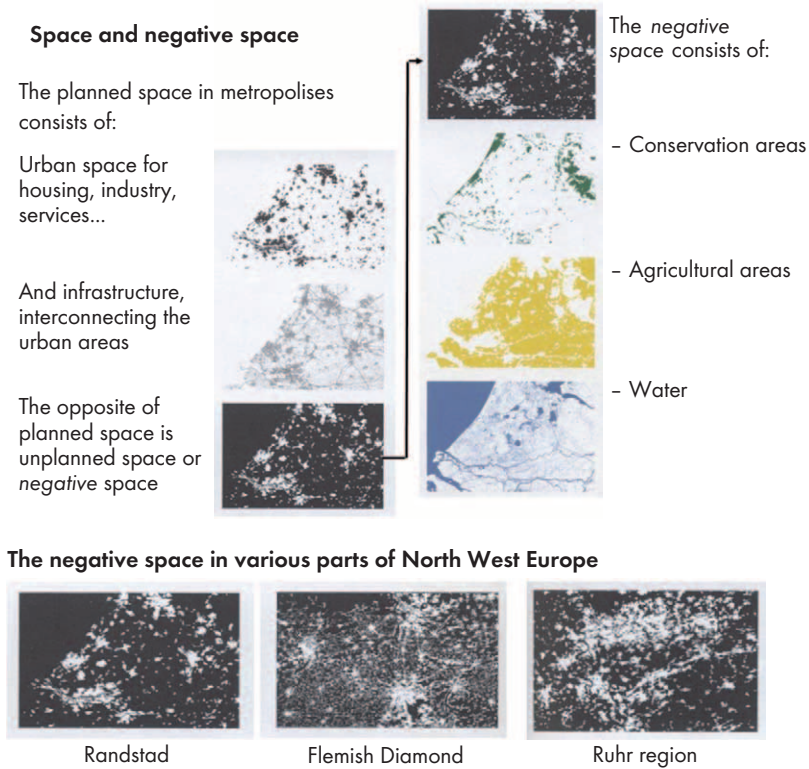 Space and negative space
The planned space in metropolises
consists of:
Urban space for
housing, industry,
services...
And infrastructure,
interconnecting the
urban areas
The opposite of
planned space is
unplanned space or
negative space
The negative
space consists of:
– Conservation areas
– Agricultural areas
– Water
The negative space in various parts of North West Europe
Randstad
Flemish Diamond
Ruhr region